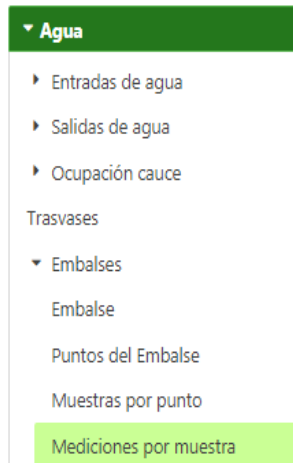 Agua
Entradas de agua
Salidas de agua
Ocupación cauce
Trasvases
Embalses
Embalse
Puntos del Embalse
Muestras por punto
Mediciones por muestra